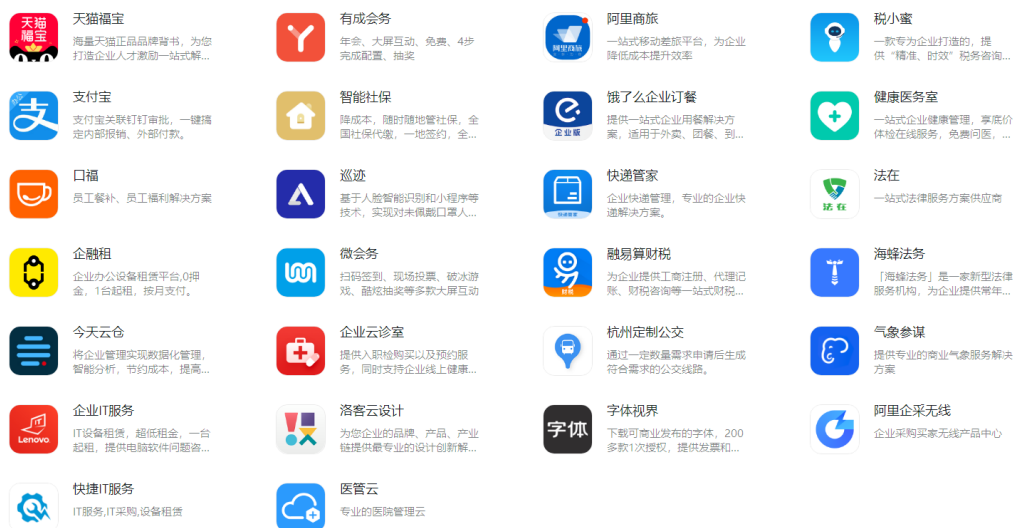 天猫福宝
天猫福宝
海量天猫正品品牌背书，为您
打造企业人才激励一站式解...
有成会务
年会、大屏互动、免费、4步
完成配置、抽奖
阿里商旅
阿里商旅
一站式移动差旅平台，为企业
降低成本提升效率
税小蜜
一款专为企业打造的，提
供“精准、时效”税务咨询...
支
支付宝
支付宝关联钉钉审批，一键搞
定内部报销、外部付款。
智能社保
降成本，随时随地管社保，全
国社保代缴，一地签约，全...
企业版
饿了么企业订餐
提供一站式企业用餐解决方
案，适用于外卖、团餐、到...
健康医务室
一站式企业健康管理，享底价
体检在线服务，免费问医，...
口福
员工餐补、员工福利解决方案
巡迹
基于人脸智能识别和小程序等
技术，实现对未佩戴口罩人...
快递管家
快递管家
企业快递管理，专业的企业快
递解决方案。
法在
法在
一站式法律服务方案供应商
企融租
企业办公设备租赁平台,0押
金，1台起租，按月支付。
微会务
扫码签到、现场投票、破冰游
戏、酷炫抽奖等多款大屏互动
财税
融易算财税
为企业提供工商注册、代理记
账、财税咨询等一站式财税...
海蜂法务
「海蜂法务」是一家新型法律
服务机构，为企业提供常年...
今天云仓
将企业管理实现数据化管理，
智能分析，节约成本，提高...
企业云诊室
提供入职检购买以及预约服
务，同时支持企业线上健康...
杭州定制公交
通过一定数量需求申请后生成
符合需求的公交线路。
气象参谋
提供专业的商业气象服务解决
方案
IT
Lenovo
企业IT服务
IT设备租赁，超低租金，一台
起租，提供电脑软件问题咨...
洛客云设计
为您企业的品牌、产品、产业
链提供最专业的设计创新解...
字体
字体视界
下载可商业发布的字体，200
多款1次授权，提供发票和...
阿里企采无线
企业采购买家无线产品中心
快捷IT服务
IT服务,IT采购,设备租赁
医管云
专业的医院管理云